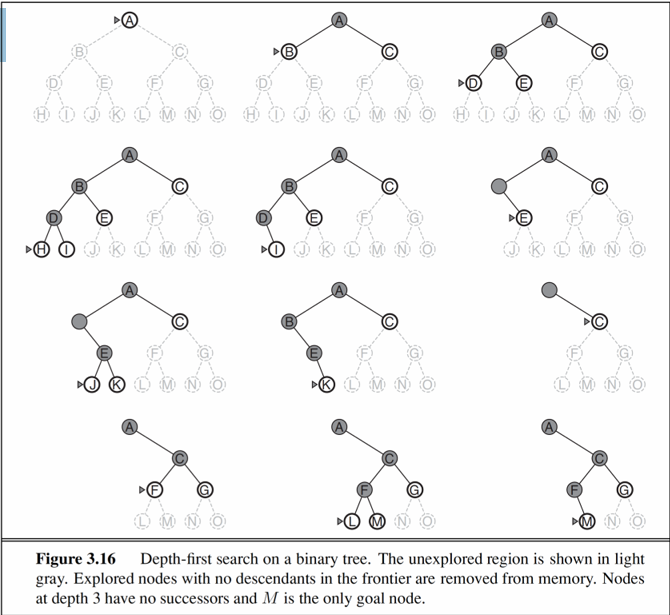 A
B C
D E F G
H I J K L M N O
A
B C
D E F G
H I J K L M N O
A
B C
D E F G
H I J K L M N O
A
B C
D E F G
H I J K L M N O
A
B C
D E F G
I J K L M N O
A
C
E F G
J K L M N O
A
C
E F G
J K L M N O
A
B C
E F G
K L M N O
C
F G
L M N O
A
C
F G
L M N O
A
C
F G
L M N O
A
C
F G
M N O
Figure 3.16 Depth-first search on a binary tree. The unexplored region is shown in light
gray. Explored nodes with no descendants in the frontier are removed from memory. Nodes
at depth 3 have no successors and M is the only goal node.